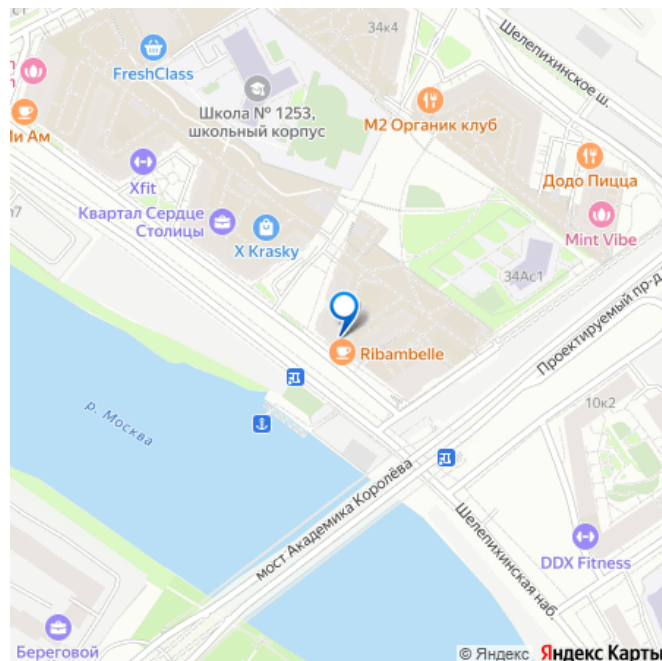 34к4
Шелепихинское ш.
FreshClass
Школа № 1253,
школьный корпус
М2 Органик клуб
Ми Ам
Xfit
Додо Пицца
Квартал Сердце
Столицы
X Krasky
Mint Vibe
34Ас1
Проектируемый пр-д
Ribambelle
10к2
р. Москва
мост Академика Королёва
Шелепихинская наб.
DDX Fitness
Береговой
© Яндекс Яндекс Карты